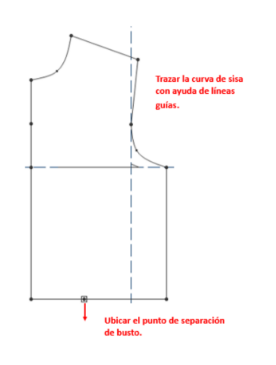 Trazar la curva de sisa
con ayuda de líneas
guías.
Ubicar el punto de separación
de busto.